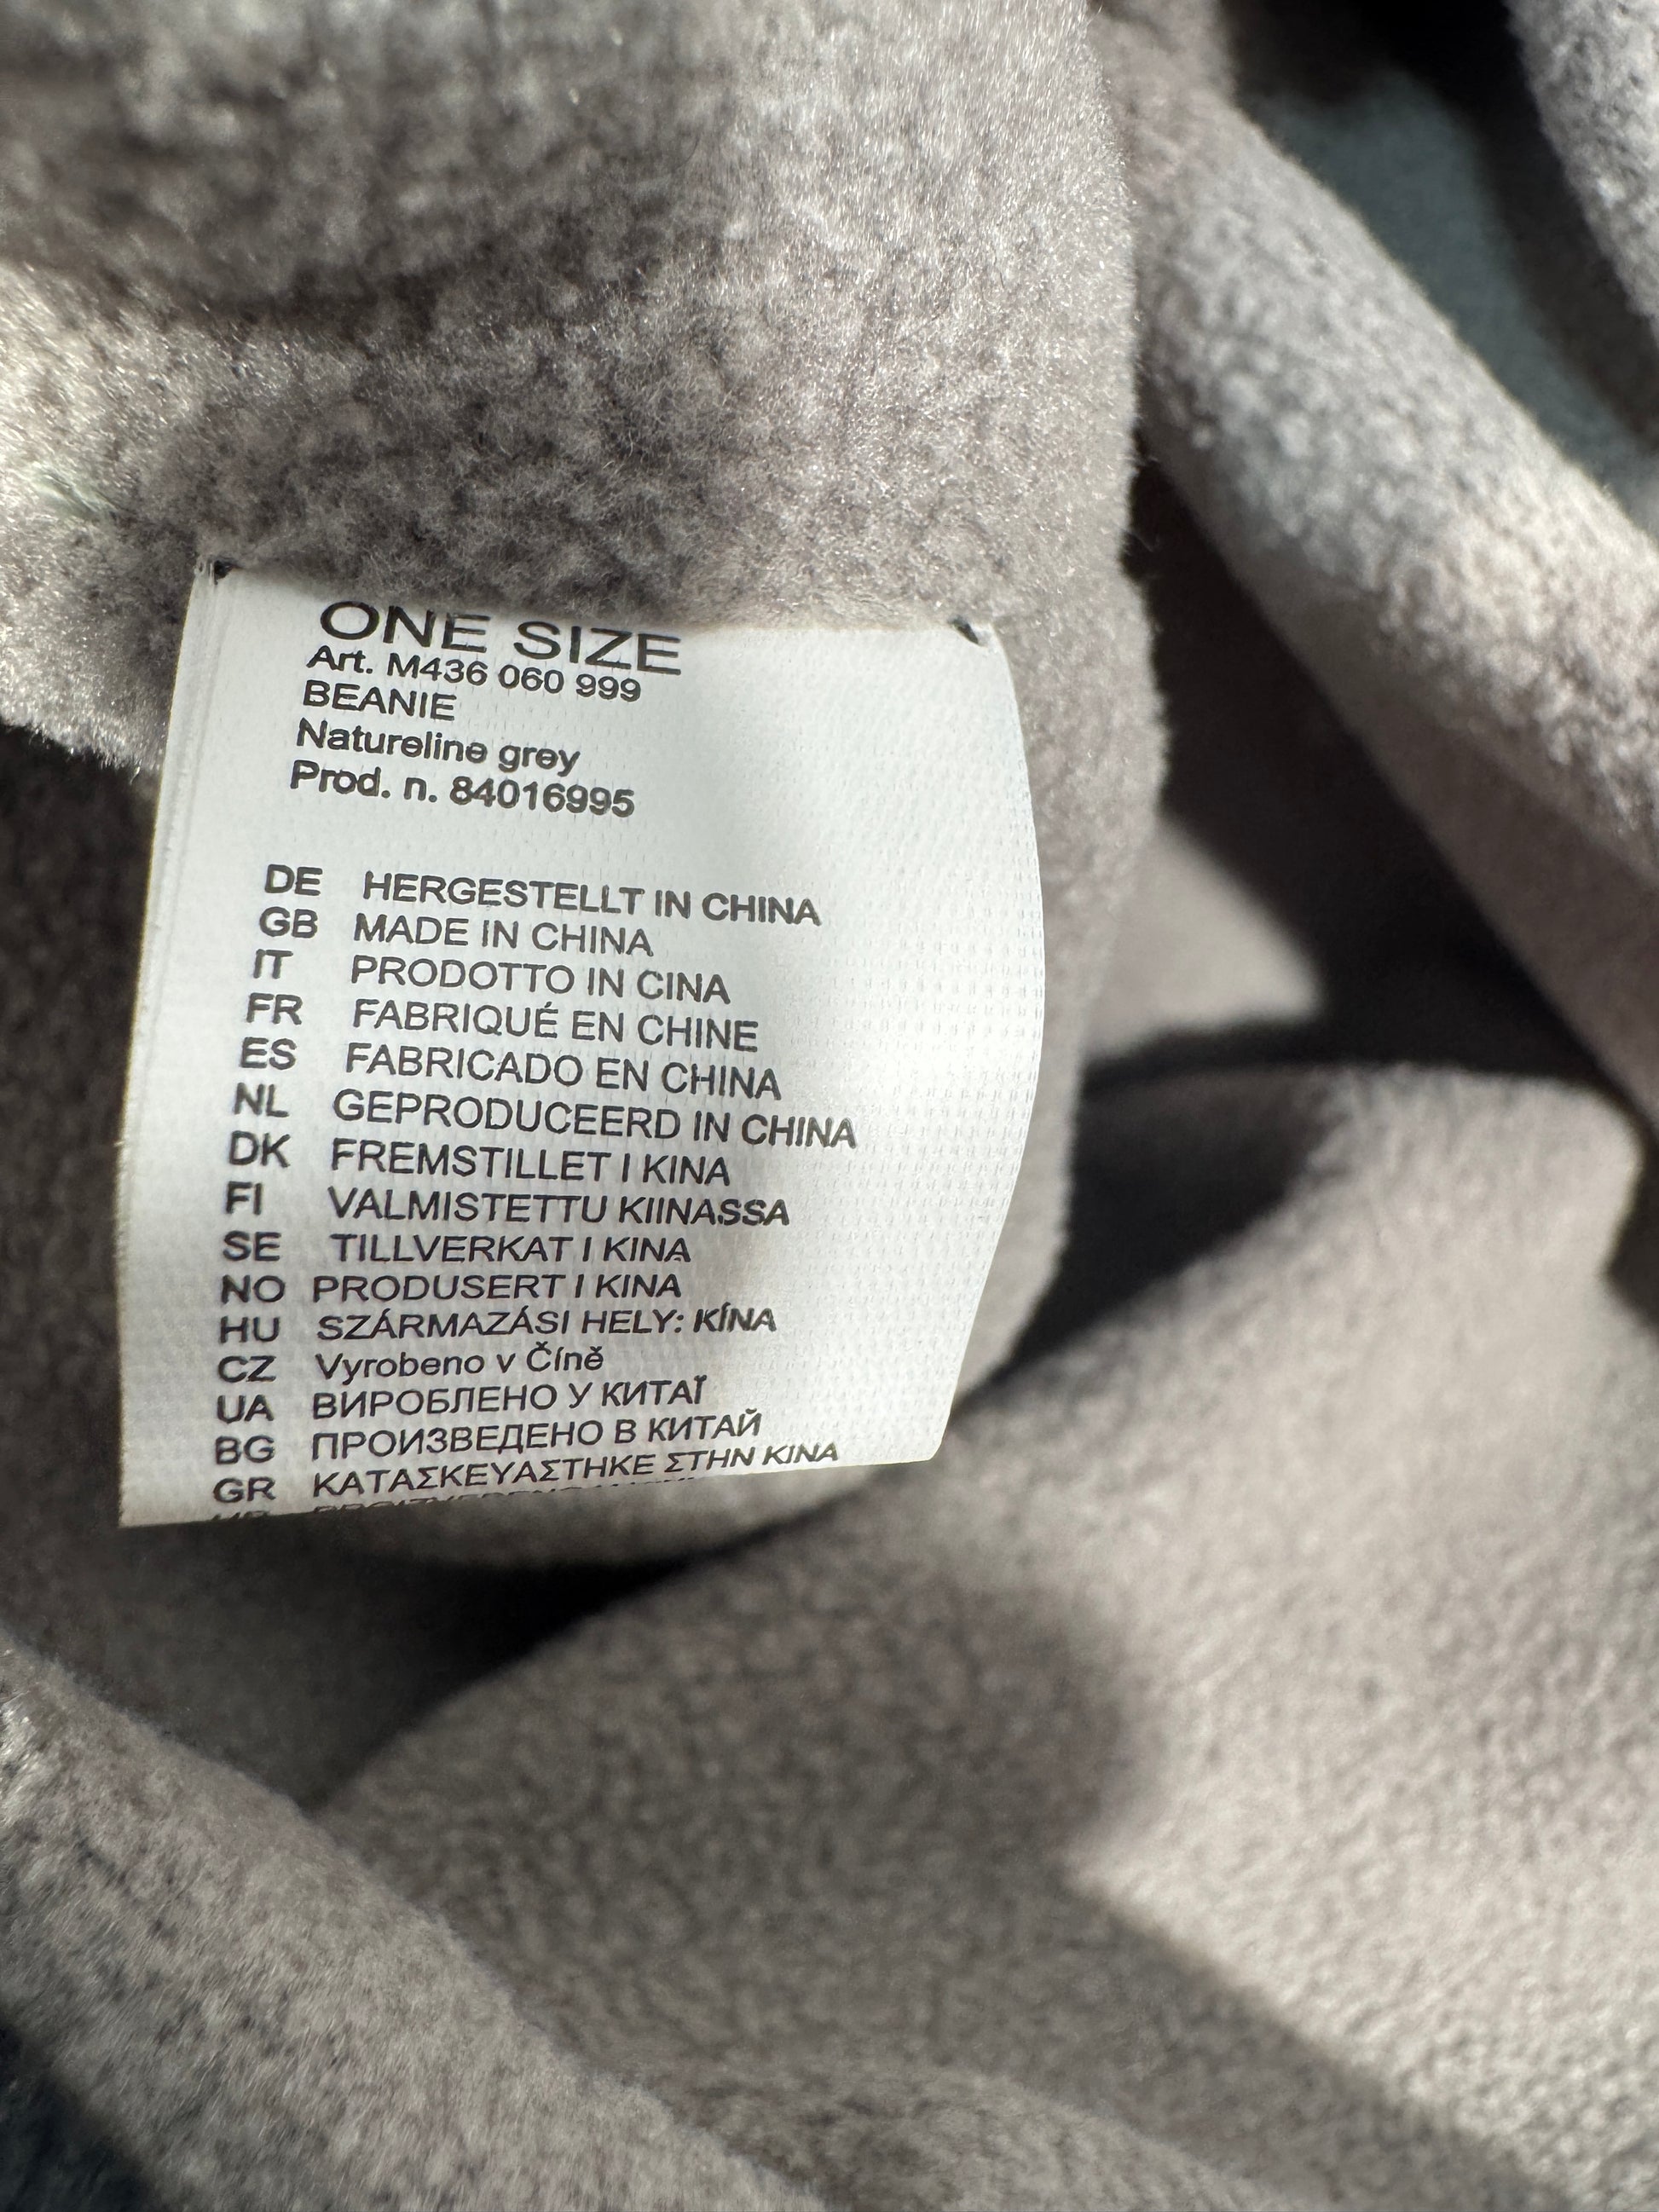 ONE SIZE
Art. M436 060 999
BEANIE
Natureline grey
Prod. n. 84016995
DE HERGESTELLT IN CHINA
GB MADE IN CHINA
IT PRODOTTO IN CINA
FR FABRIQUÉ EN CHINE
ES FABRICADO EN CHINA
NL GEPRODUCEERD IN CHINA
DK FREMSTILLET I KINA
FI VALMISTETTU KIINASSA
SE TILLVERKAT I KINA
NO PRODUSERT I KINA
HU SZÁRMAZÁSI HELY: KÍNA
CZ Vyrobeno v Číně
UA ВИРОБЛЕНО У КИТАЇ
BG ПРОИЗВЕДЕНО В КИТАЙ
GR ΚΑΤΑΣΚΕΥΑΣΤΗΚΕ ΣΤΗΝ ΚΙΝΑ